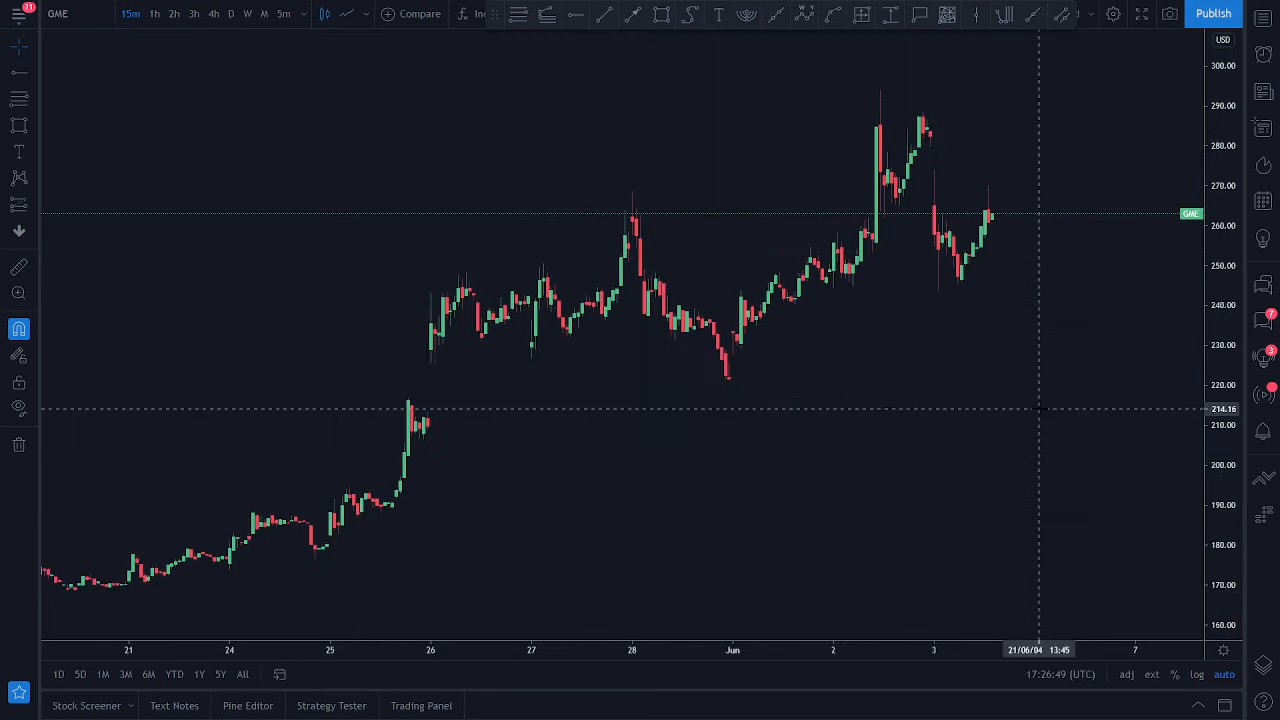 11
GME
15m 1h 2h 3h 4h D W M 5m
Compare
Publish
USD
300.00
290.00
280.00
270.00
GME
260.00
250.00
240.00
230.00
220.00
214.16
210.00
200.00
190.00
180.00
170.00
160.00
7
3
21 24 25 26 27 28 Jun 2 3 21/06/04 13:45 7
1D 5D 1M 3M 6M YTD 1Y 5Y All
17:26:49 (UTC) adj ext % log auto
Stock Screener Text Notes Pine Editor Strategy Tester Trading Panel